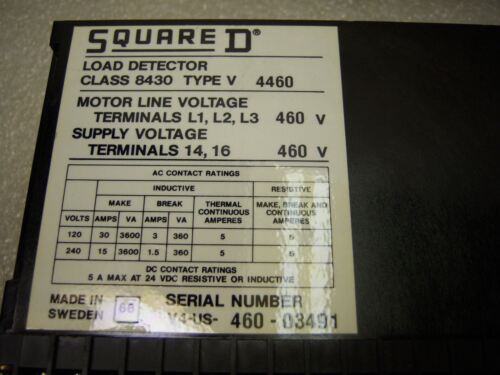 SQUARE D®
LOAD DETECTOR
CLASS 8430 TYPE V 4460
MOTOR LINE VOLTAGE
TERMINALS L1, L2, L3 460 V
SUPPLY VOLTAGE
TERMINALS 14, 16 460 V
AC CONTACT RATINGS
INDUCTIVE RESISTIVE
MAKE BREAK THERMAL CONTINUOUS AMPERES MAKE, BREAK AND CONTINUOUS AMPERES
VOLTS AMPS VA AMPS VA
120 30 3600 3 360 5 5
240 15 3600 1.5 360 5 5
DC CONTACT RATINGS
5 A MAX AT 24 VDC RESISTIVE OR INDUCTIVE
MADE IN 66 SERIAL NUMBER
SWEDEN V4-US- 460-03491